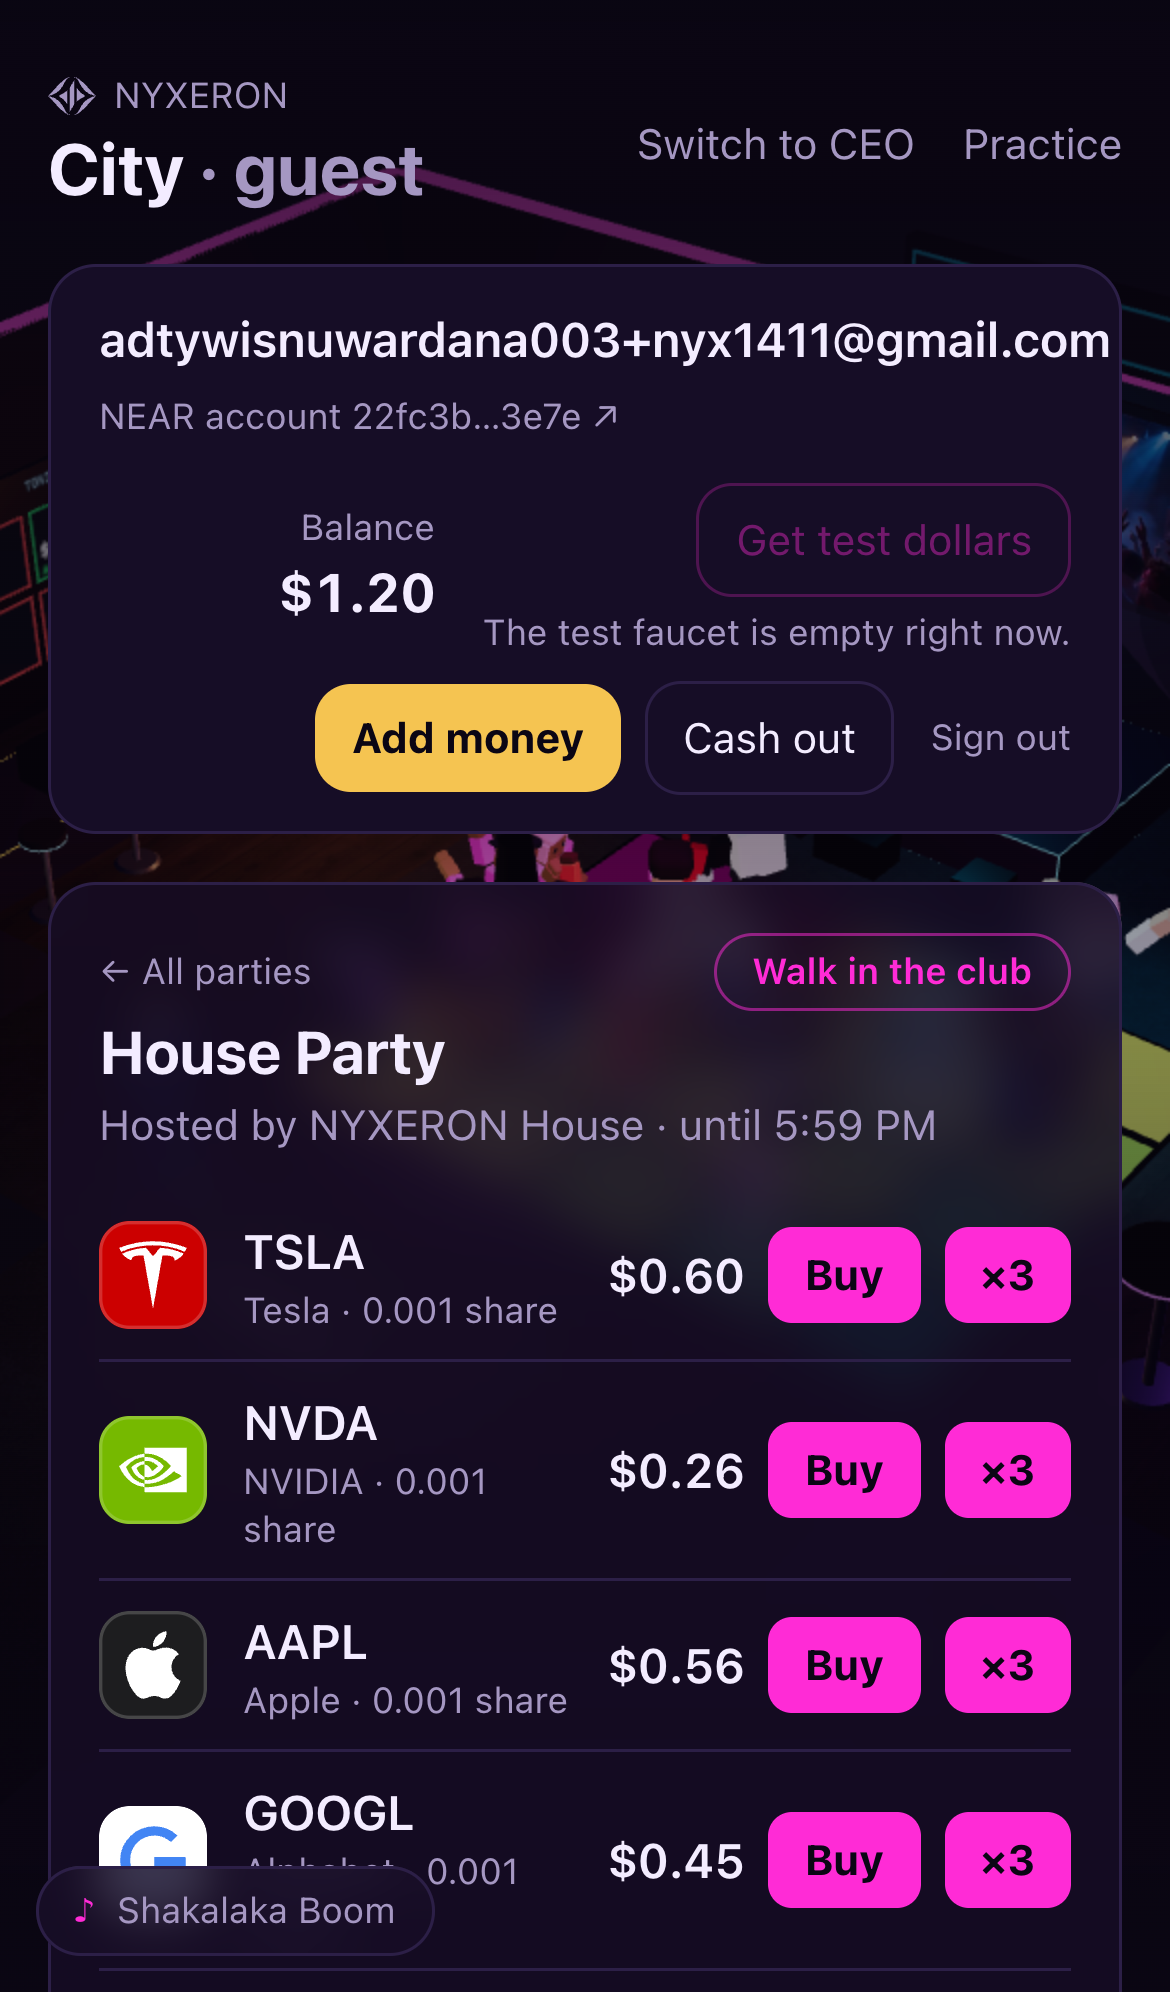 NYXERON
City · guest
Switch to CEO
Practice
adtywisnuwardana003+nyx1411@gmail.com
NEAR account 22fc3b…3e7e ↗
Balance
$1.20
Get test dollars
The test faucet is empty right now.
Add money
Cash out
Sign out
← All parties
Walk in the club
House Party
Hosted by NYXERON House · until 5:59 PM
TSLA
Tesla · 0.001 share
$0.60
Buy
×3
NVDA
NVIDIA · 0.001
share
$0.26
Buy
×3
AAPL
Apple · 0.001 share
$0.56
Buy
×3
GOOGL
0.001
$0.45
Buy
×3
♪ Shakalaka Boom